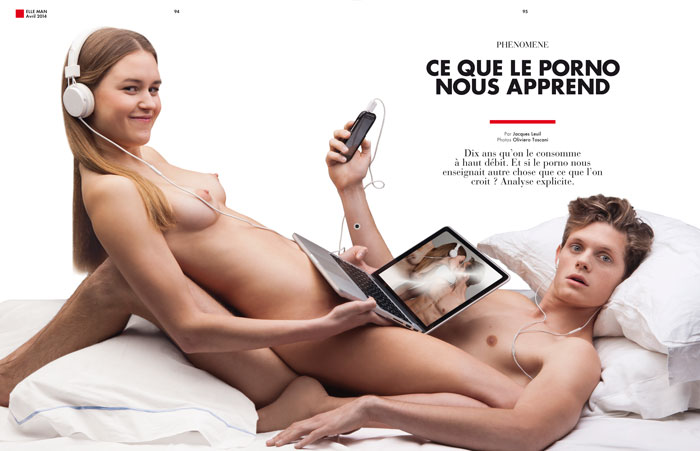 ELLE MAN
Avril 2014
94
95
PHENOMENE
CE QUE LE PORNO
NOUS APPREND
Par Jacques Leuil
Photos Oliviero Toscani
Dix ans qu'on le consomme
à haut débit. Et si le porno nous
enseignait autre chose que ce que l'on
croit ? Analyse explicite.